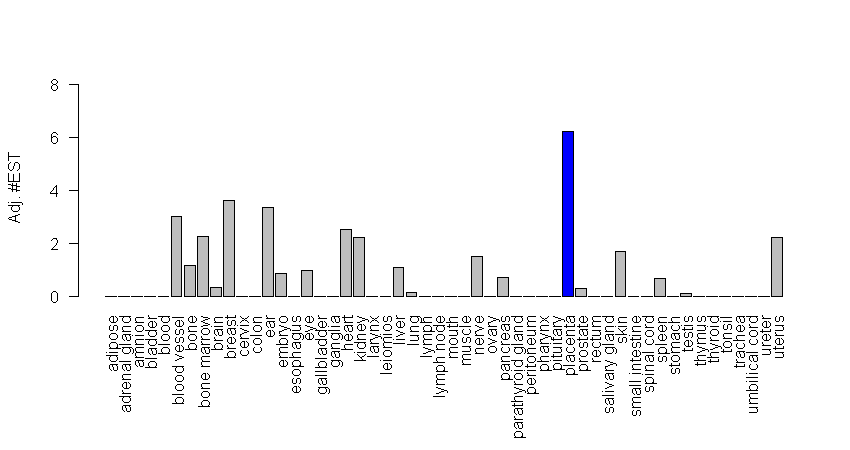 Adj. #EST
8
6
4
2
0
adipose
adrenal gland
amnion
bladder
blood
blood vessel
bone
bone marrow
brain
breast
cervix
colon
ear
embryo
esophagus
eye
gallbladder
ganglia
heart
kidney
larynx
leiomios
liver
lung
lymph
lymph node
mouth
muscle
nerve
ovary
pancreas
parathyroid gland
peritoneum
pharynx
pituitary
placenta
prostate
rectum
salivary gland
skin
small intestine
spinal cord
spleen
stomach
testis
thymus
thyroid
tonsil
trachea
umbilical cord
ureter
uterus